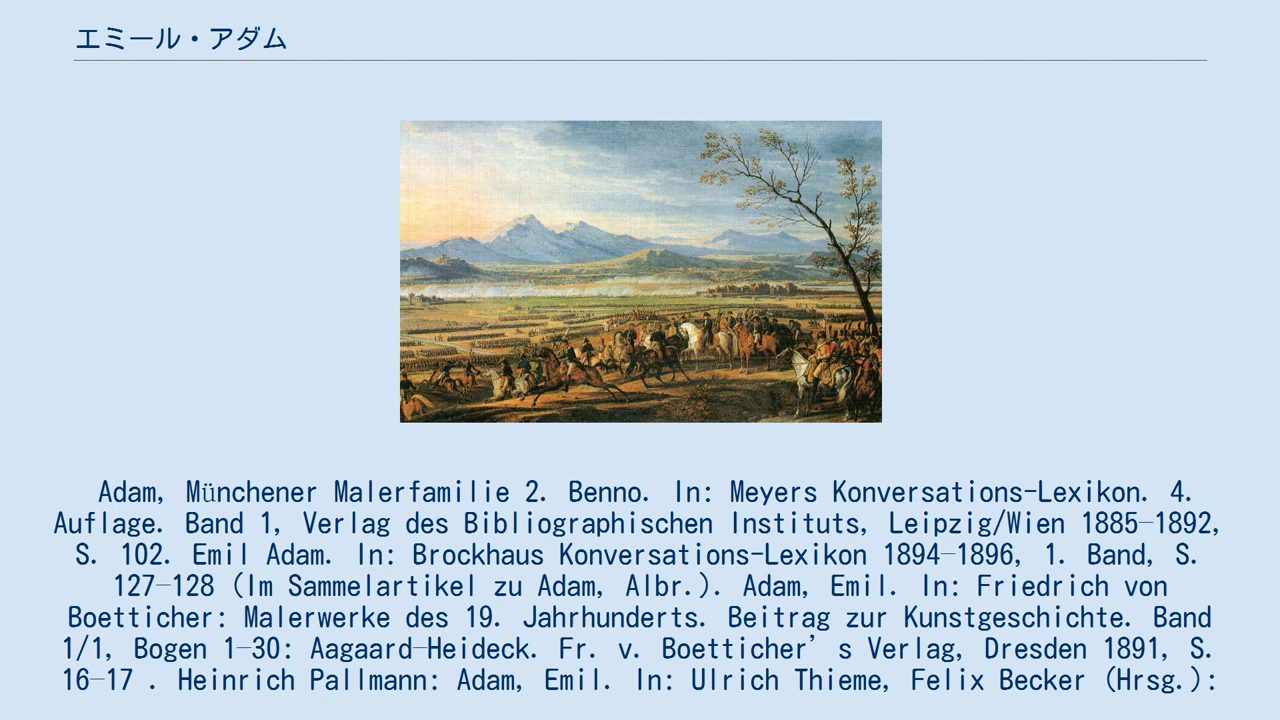 エミール・アダム
Adam, Münchener Malerfamilie 2. Benno. In: Meyers Konversations-Lexikon. 4.
Auflage. Band 1, Verlag des Bibliographischen Instituts, Leipzig/Wien 1885–1892,
S. 102. Emil Adam. In: Brockhaus Konversations-Lexikon 1894–1896, 1. Band, S.
127–128 (Im Sammelartikel zu Adam, Albr.). Adam, Emil. In: Friedrich von
Boetticher: Malerwerke des 19. Jahrhunderts. Beitrag zur Kunstgeschichte. Band
1/1, Bogen 1–30: Aagaard–Heideck. Fr. v. Boetticher’s Verlag, Dresden 1891, S.
16–17 . Heinrich Pallmann: Adam, Emil. In: Ulrich Thieme, Felix Becker (Hrsg.):